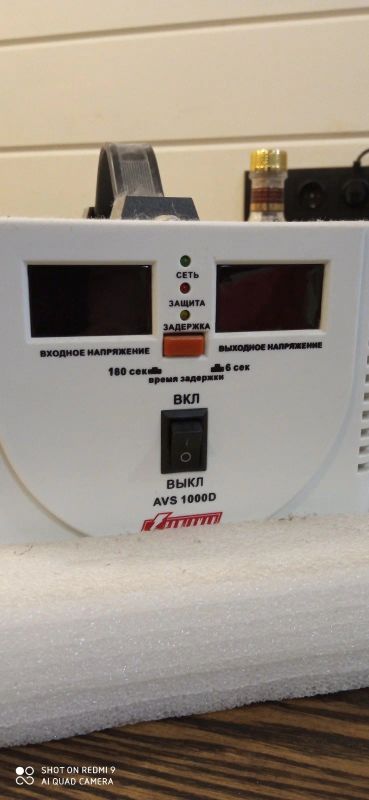 СЕТЬ
ЗАЩИТА
ЗАДЕРЖКА
ВХОДНОЕ НАПРЯЖЕНИЕ
ВЫХОДНОЕ НАПРЯЖЕНИЕ
180 сек 6 сек
время задержки
ВКЛ
ВЫКЛ
AVS 1000D
SHOT ON REDMI 9
AI QUAD CAMERA